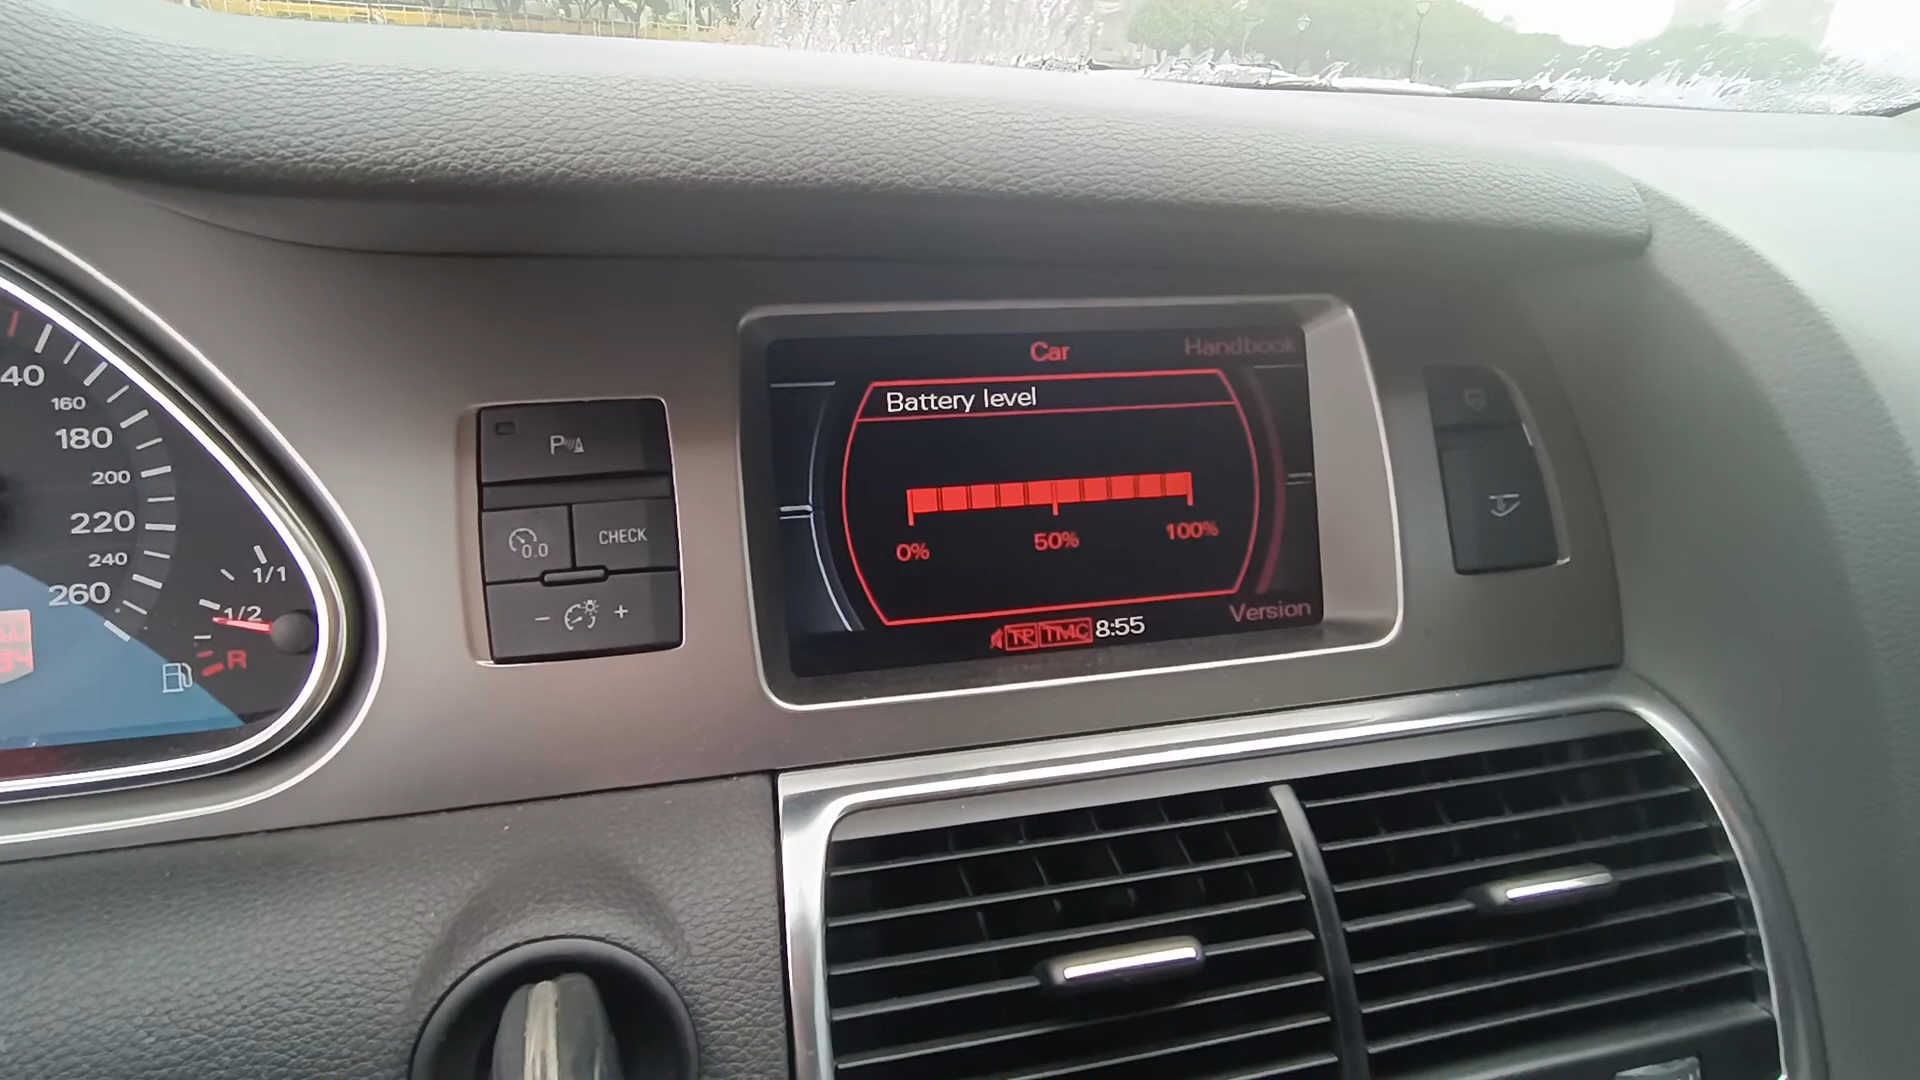 Car
Handbook
Battery level
0%
50%
100%
Version
TP TMC 8:55
P
0.0
CHECK
- +
40
160
180
200
220
240
260
1/1
1/2
R